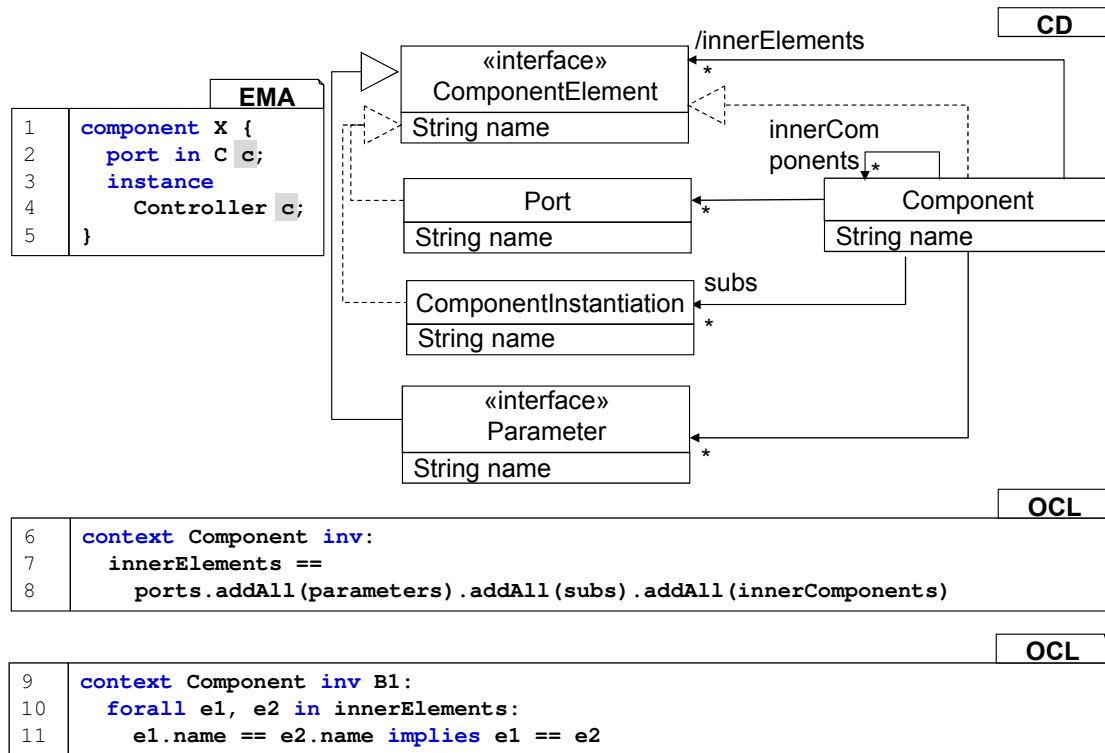 CD
/innerElements
*
«interface»
ComponentElement
String name
EMA
1 component X {
2 port in C c;
3 instance
4 Controller c;
5 }
innerCom
ponents
*
Port
String name
*
Component
String name
subs
ComponentInstantiation
String name
*
«interface»
Parameter
String name
*
OCL
6 context Component inv:
7 innerElements ==
8 ports.addAll(parameters).addAll(subs).addAll(innerComponents)
OCL
9 context Component inv B1:
10 forall e1, e2 in innerElements:
11 e1.name == e2.name implies e1 == e2